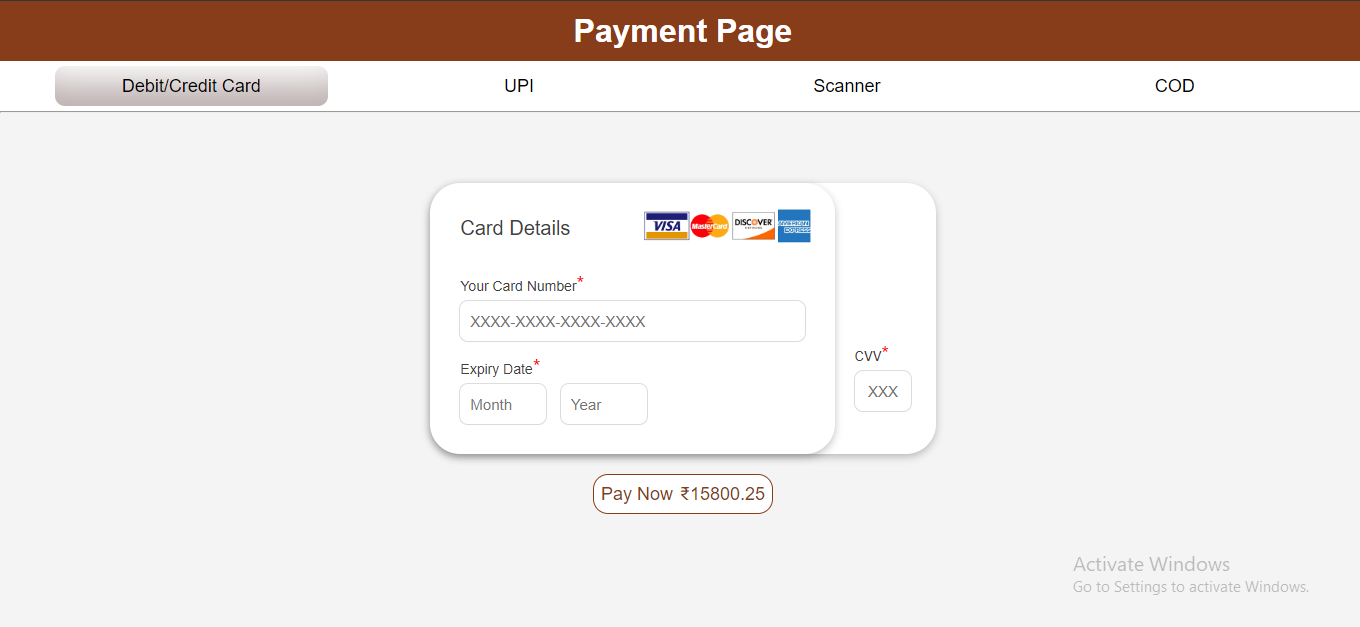 Payment Page
Debit/Credit Card UPI Scanner COD
Card Details VISA MasterCard DISCOVER NETWORK AMERICAN EXPRESS
Your Card Number*
XXXX-XXXX-XXXX-XXXX
Expiry Date* CVV*
Month Year XXX
Pay Now ₹15800.25
Activate Windows
Go to Settings to activate Windows.